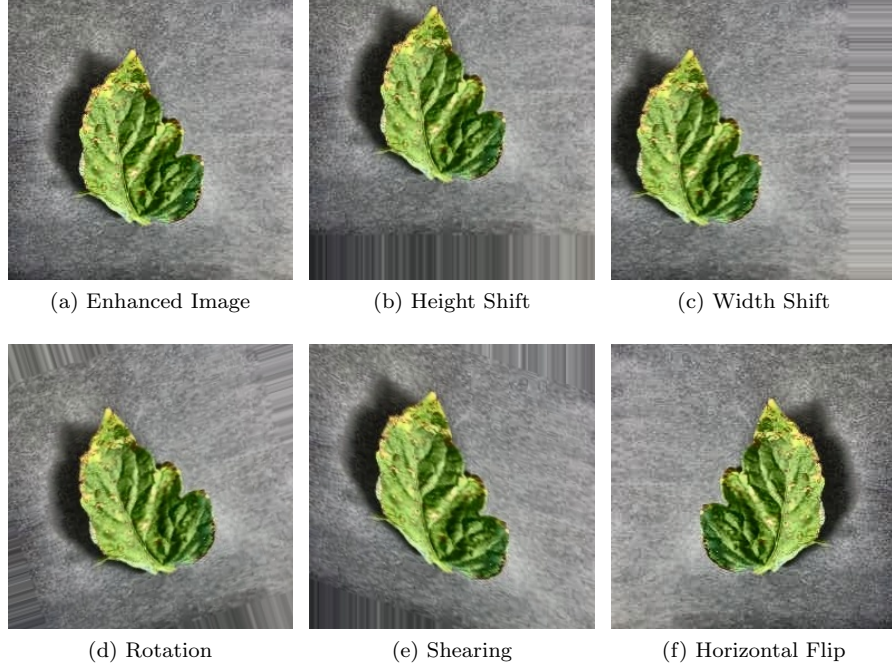 (a) Enhanced Image
(b) Height Shift
(c) Width Shift
(d) Rotation
(e) Shearing
(f) Horizontal Flip